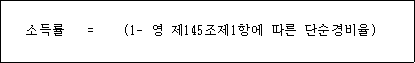 소득률 = (1- 영 제145조제1항에 따른 단순경비율)